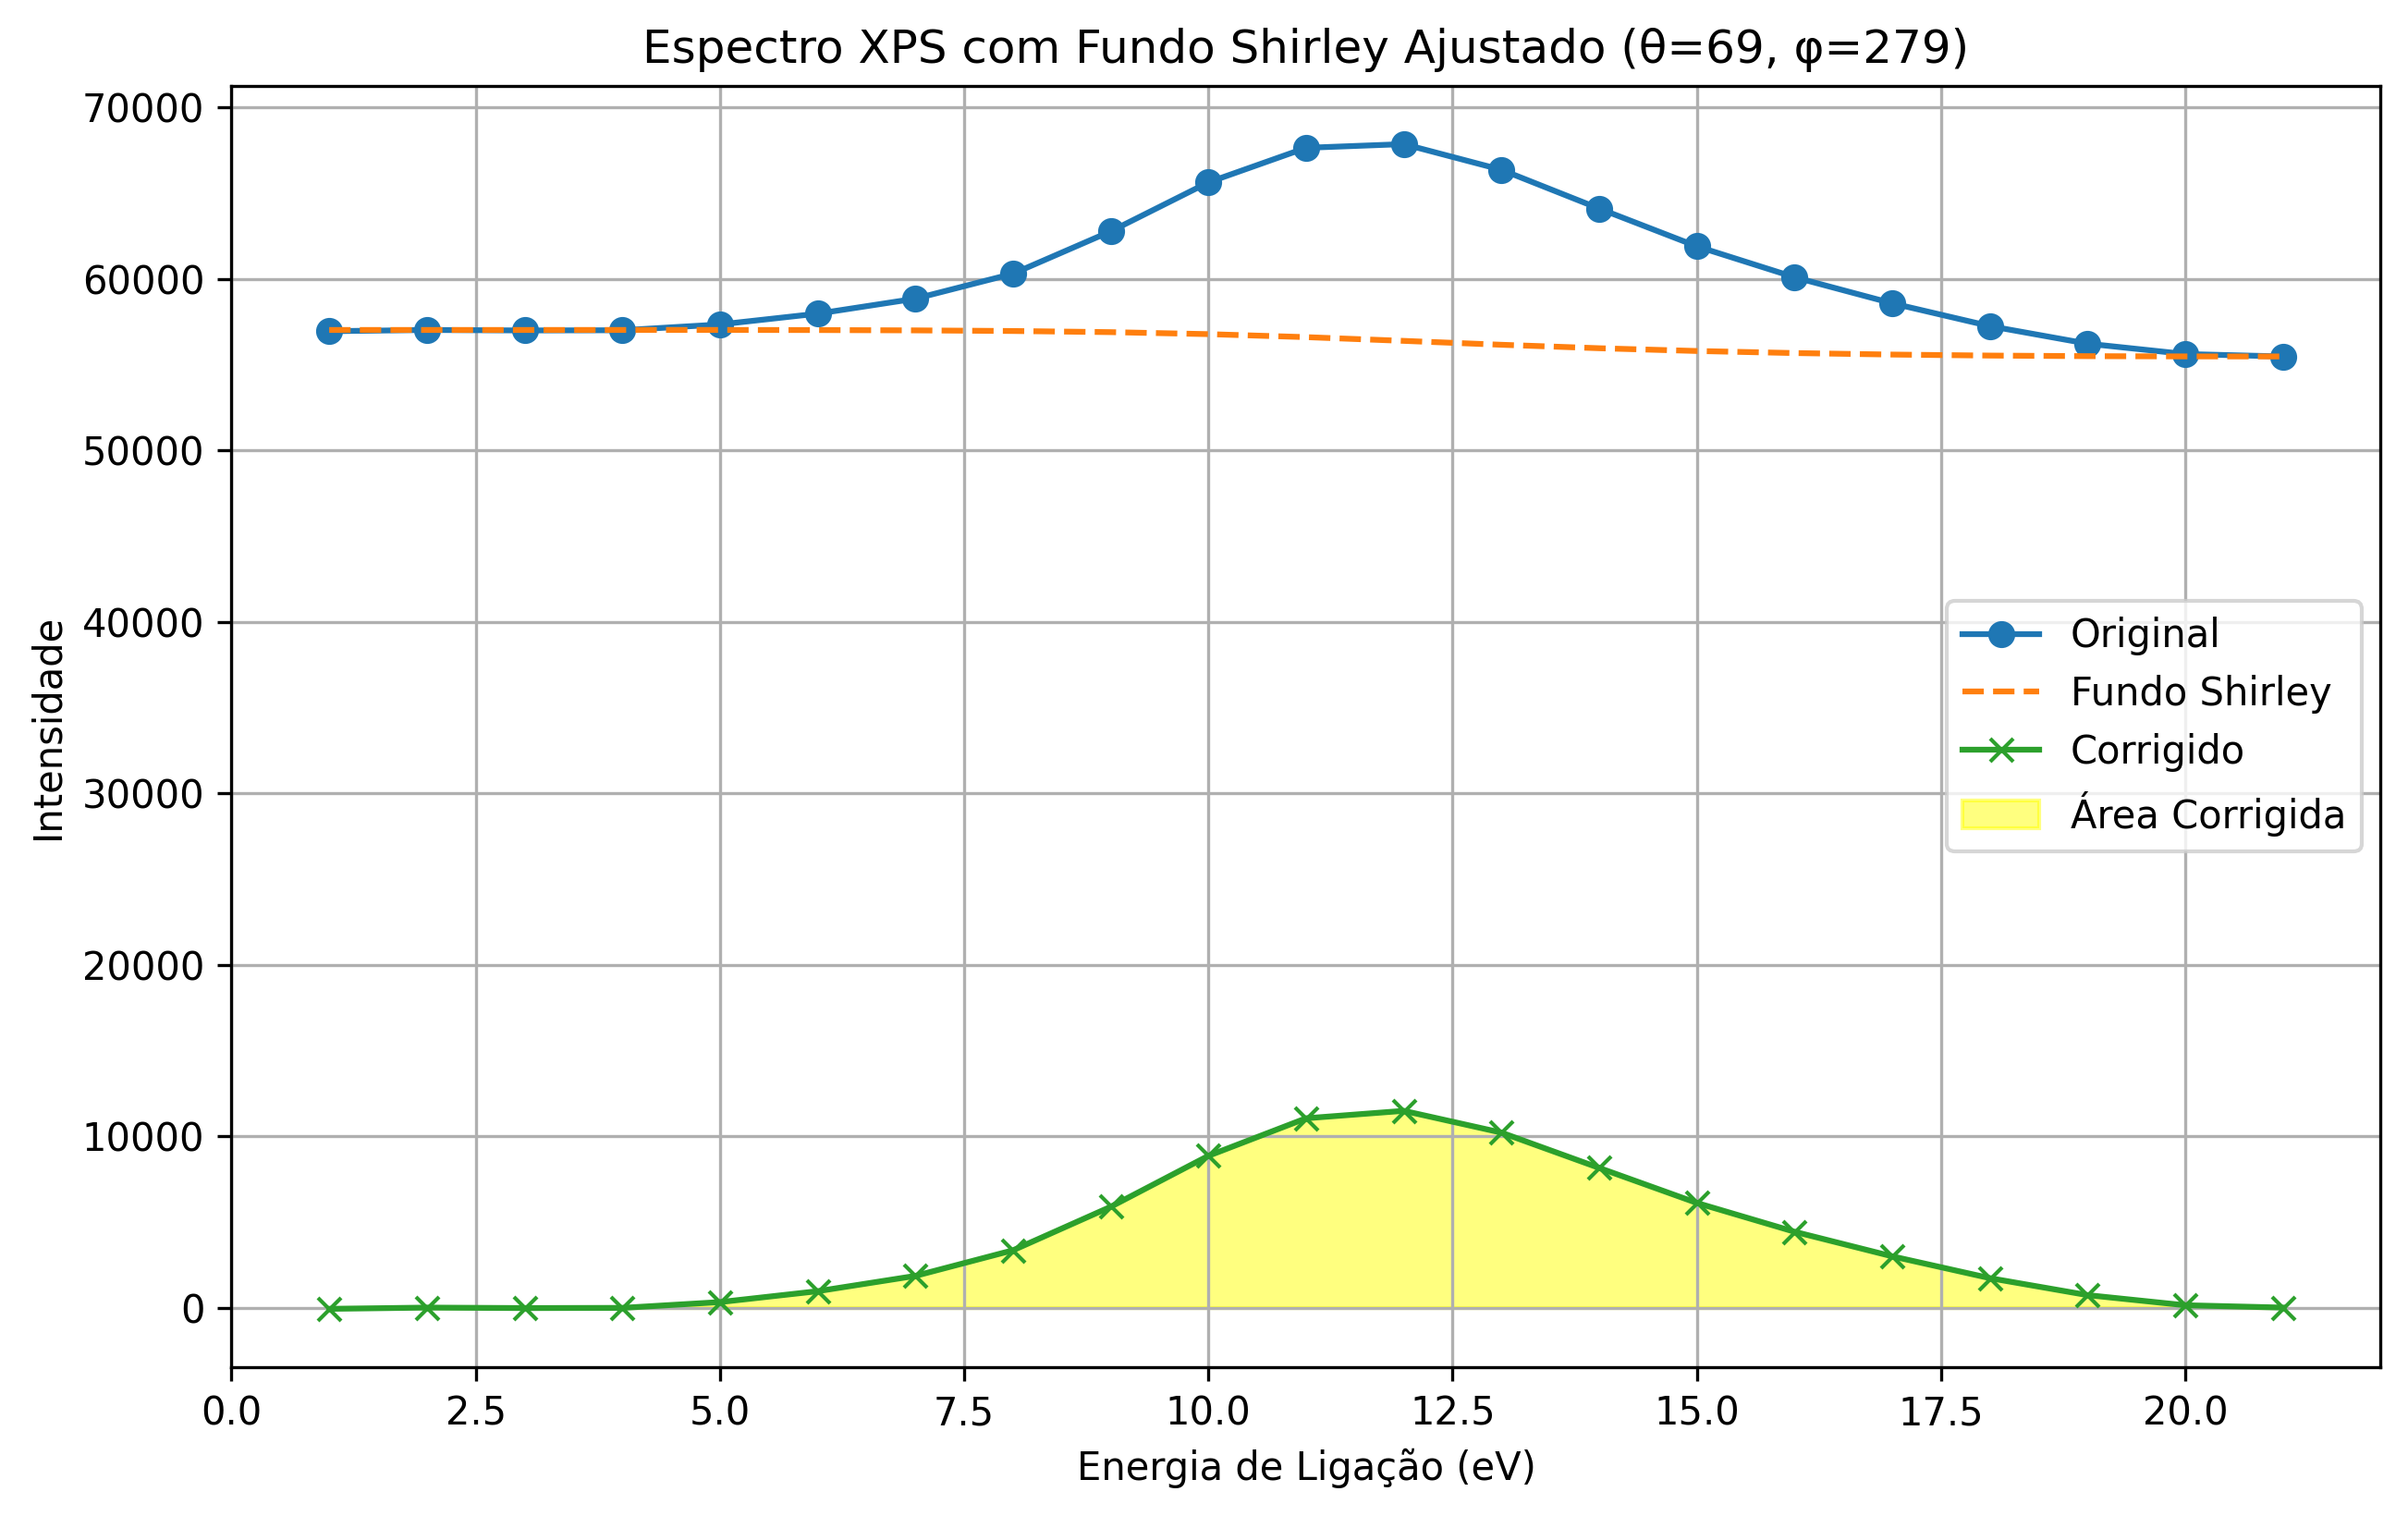 Espectro XPS com Fundo Shirley Ajustado (θ=69, φ=279)
70000
60000
50000
40000
30000
20000
10000
0
Intensidade
Original
Fundo Shirley
Corrigido
Área Corrigida
0.0 2.5 5.0 7.5 10.0 12.5 15.0 17.5 20.0
Energia de Ligação (eV)